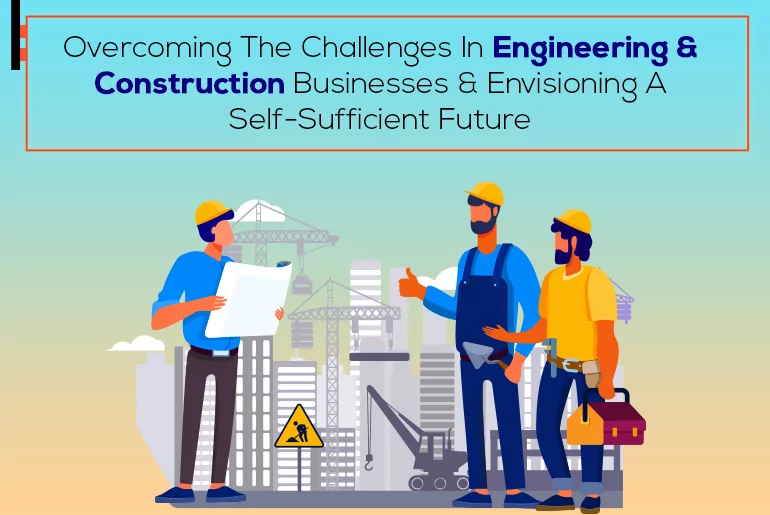 Overcoming The Challenges In Engineering &
Construction Businesses & Envisioning A
Self-Sufficient Future